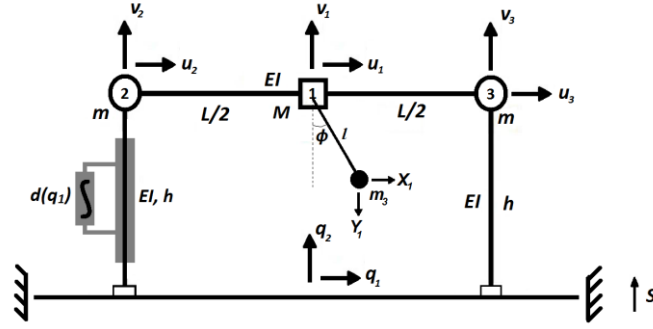 v₂ v₁ v₃
u₂ EI u₁
2 1 3 u₃
m L/2 M L/2 m
ϕ l
d(q₁) EI, h m₃ X₁ EI h
Y₁
q₂
q₁
S